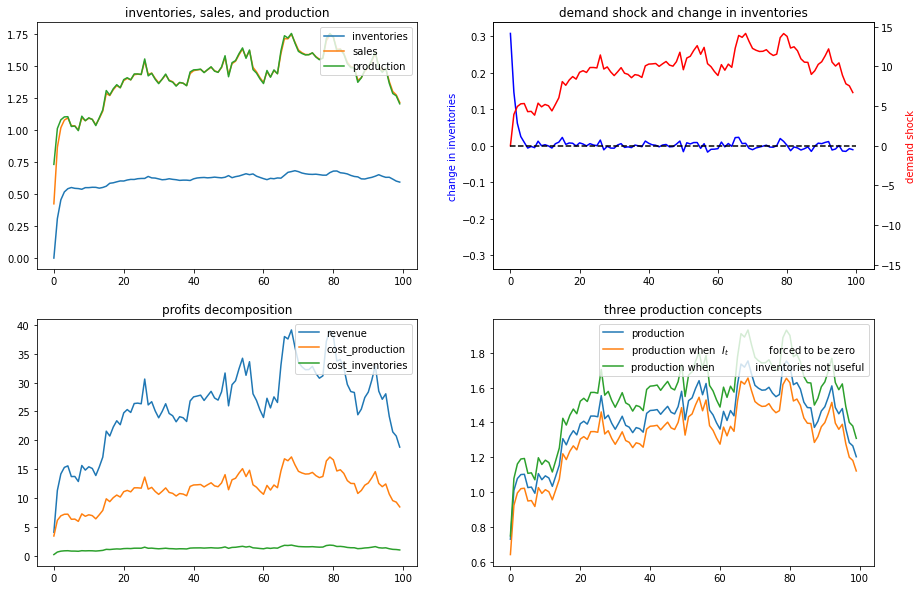 inventories, sales, and production
1.75
1.50
1.25
1.00
0.75
0.50
0.25
0.00
0 20 40 60 80 100
inventories
sales
production
demand shock and change in inventories
change in inventories
0.3
0.2
0.1
0.0
−0.1
−0.2
−0.3
0 20 40 60 80 100
15
10
5
0
−5
−10
−15
demand shock
profits decomposition
40
35
30
25
20
15
10
5
0
0 20 40 60 80 100
revenue
cost_production
cost_inventories
three production concepts
1.8
1.6
1.4
1.2
1.0
0.8
0.6
0 20 40 60 80 100
production
production when I_t forced to be zero
production when inventories not useful